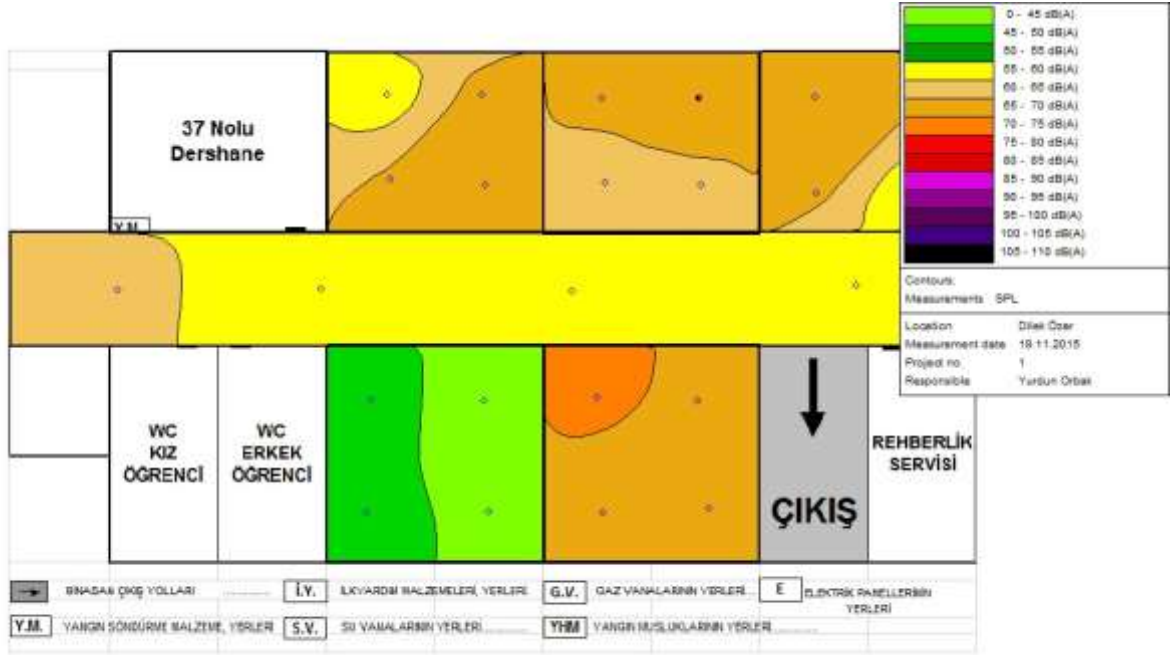 0 - 45 dB(A)
45 - 50 dB(A)
50 - 55 dB(A)
55 - 60 dB(A)
60 - 65 dB(A)
65 - 70 dB(A)
70 - 75 dB(A)
75 - 80 dB(A)
80 - 85 dB(A)
85 - 90 dB(A)
90 - 95 dB(A)
95 - 100 dB(A)
100 - 105 dB(A)
105 - 110 dB(A)
Contours:
Measurements SPL
Location Dilek Özer
Measurement date 19.11.2015
Project no 1
Responsible Yurdun Orbak
37 Nolu
Dershane
Y.M.
WC
KIZ
ÖĞRENCİ
WC
ERKEK
ÖĞRENCİ
ÇIKIŞ
REHBERLİK
SERVİSİ
BİNADAN ÇIKIŞ YOLLARI ..............
İ.Y. İLKYARDIM MALZEMELERİ, YERLERİ
G.V. GAZ VANALARININ YERLERİ...
E ELEKTRİK PANELLERİNİN
YERLERİ
Y.M. YANGIN SÖNDÜRME MALZEME, YERLERİ
S.V. SU VANALARININ YERLERİ..............
YHM YANGIN MUSLUKLARININ YERLERİ..............